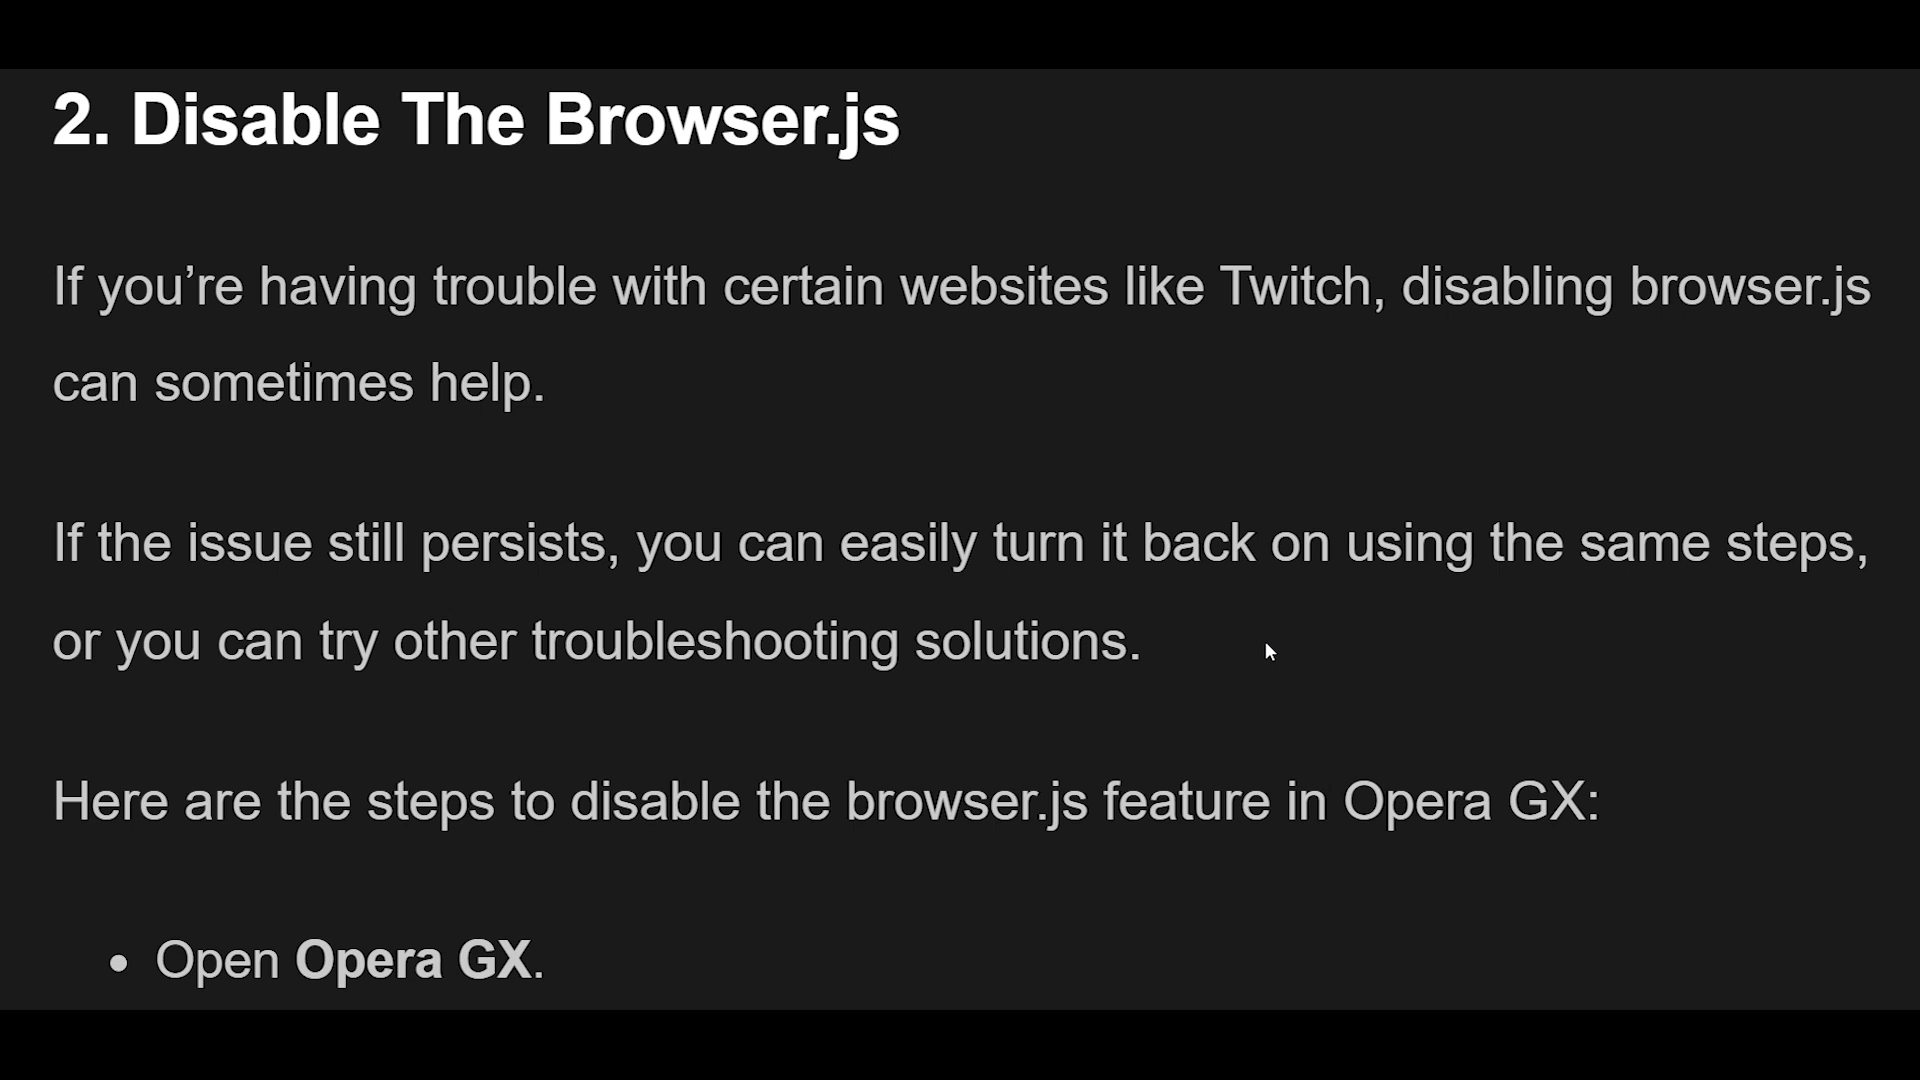 2. Disable The Browser.js
If you’re having trouble with certain websites like Twitch, disabling browser.js
can sometimes help.
If the issue still persists, you can easily turn it back on using the same steps,
or you can try other troubleshooting solutions.
Here are the steps to disable the browser.js feature in Opera GX:
• Open Opera GX.